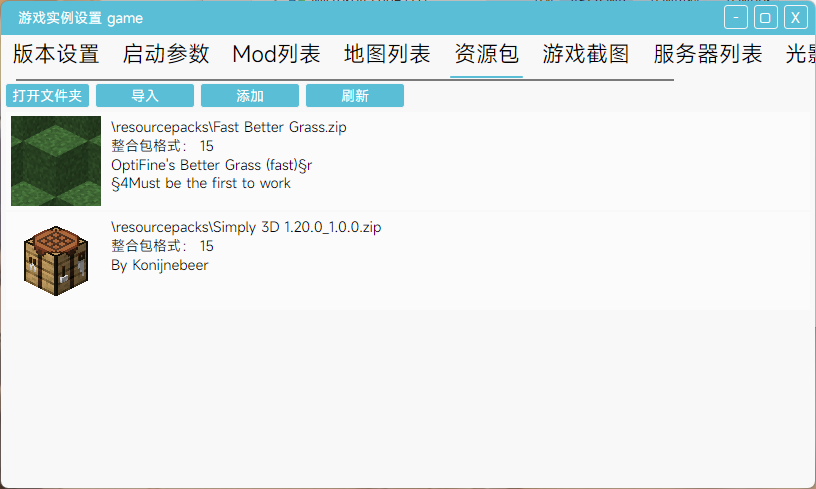 游戏实例设置 game
版本设置 启动参数 Mod列表 地图列表 资源包 游戏截图 服务器列表 光影
打开文件夹 导入 添加 刷新
\resourcepacks\Fast Better Grass.zip
整合包格式： 15
OptiFine's Better Grass (fast)§r
§4Must be the first to work
\resourcepacks\Simply 3D 1.20.0_1.0.0.zip
整合包格式： 15
By Konijnebeer